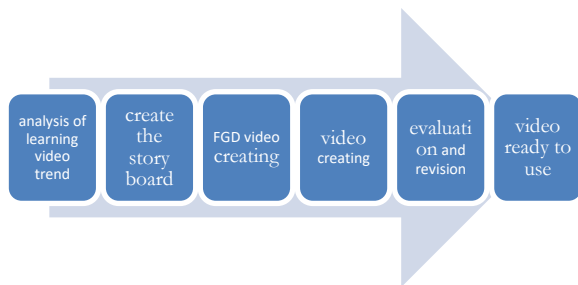 analysis of
learning
video
trend
create
the
story
board
FGD video
creating
video
creating
evaluati
on and
revision
video
ready to
use